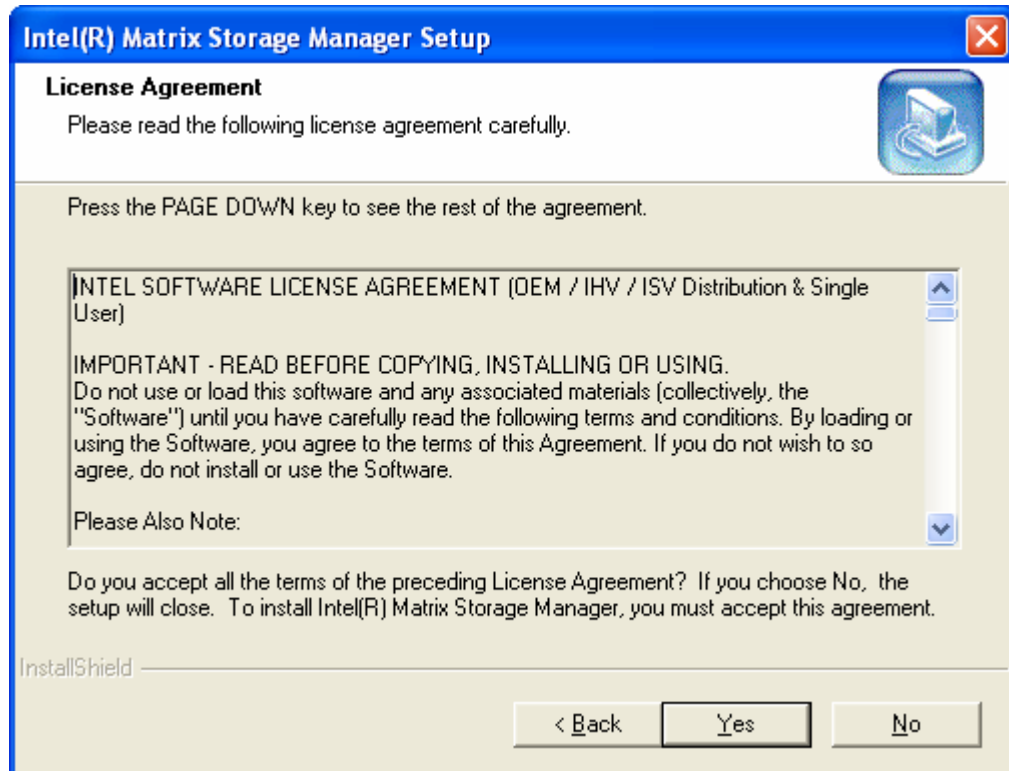 Intel(R) Matrix Storage Manager Setup
License Agreement
Please read the following license agreement carefully.
Press the PAGE DOWN key to see the rest of the agreement.
INTEL SOFTWARE LICENSE AGREEMENT (OEM / IHV / ISV Distribution & Single
User)
IMPORTANT - READ BEFORE COPYING, INSTALLING OR USING.
Do not use or load this software and any associated materials (collectively, the
"Software") until you have carefully read the following terms and conditions. By loading or
using the Software, you agree to the terms of this Agreement. If you do not wish to so
agree, do not install or use the Software.
Please Also Note:
Do you accept all the terms of the preceding License Agreement?  If you choose No,  the
setup will close.  To install Intel(R) Matrix Storage Manager, you must accept this agreement.
InstallShield
< Back
Yes
No